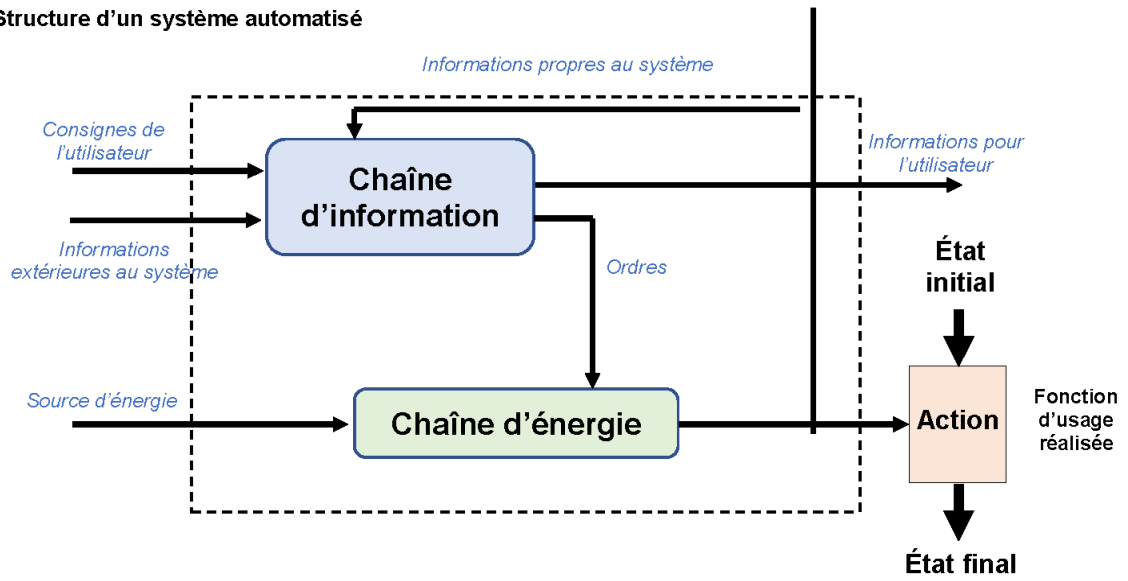 Structure d'un système automatisé
Informations propres au système
Consignes de
l'utilisateur
Informations pour
l'utilisateur
Chaîne
d'information
Informations
extérieures au système
Ordres
État
initial
Source d'énergie
Chaîne d'énergie
Action
Fonction
d'usage
réalisée
État final